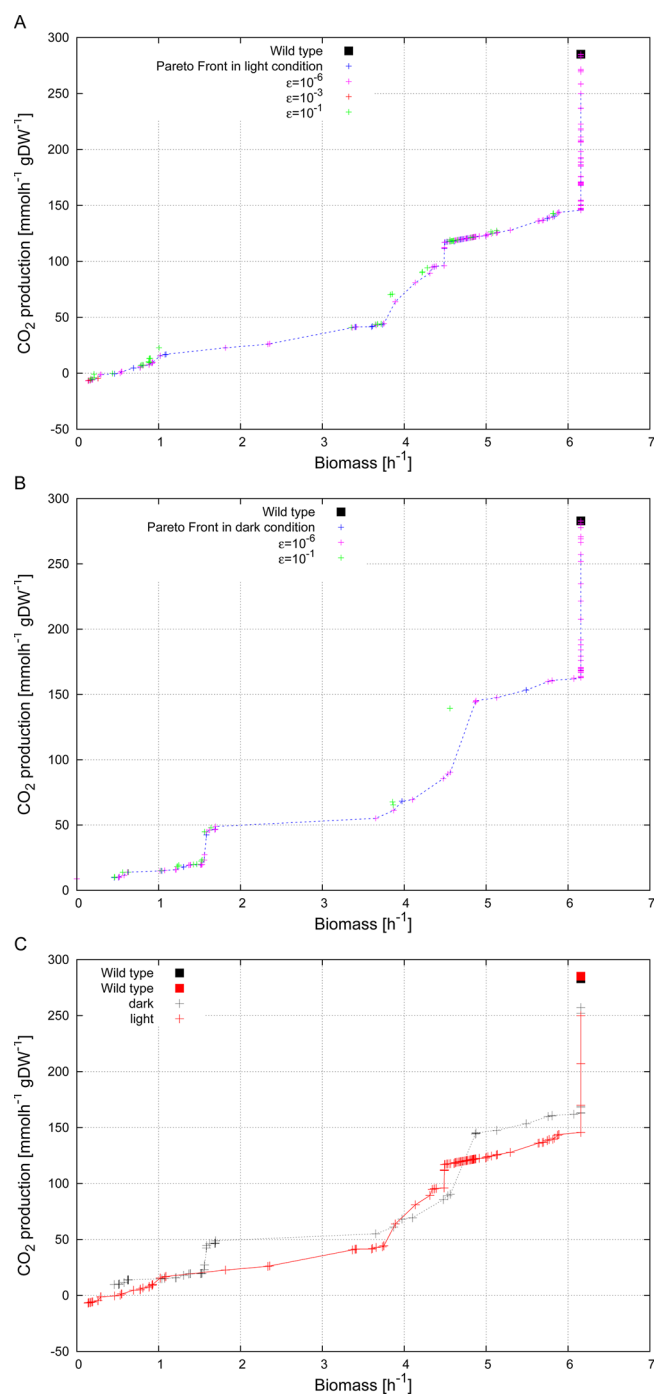 A
300
250
200
150
100
50
0
-50
CO2 production [mmolh-1 gDW-1]
Wild type
Pareto Front in light condition
ε=10-6
ε=10-3
ε=10-1
0 1 2 3 4 5 6 7
Biomass [h-1]
B
300
250
200
150
100
50
0
CO2 production [mmolh-1 gDW-1]
Wild type
Pareto Front in dark condition
ε=10-6
ε=10-1
0 1 2 3 4 5 6 7
Biomass [h-1]
C
300
250
200
150
100
50
0
-50
CO2 production [mmolh-1 gDW-1]
Wild type
Wild type
dark
light
0 1 2 3 4 5 6 7
Biomass [h-1]